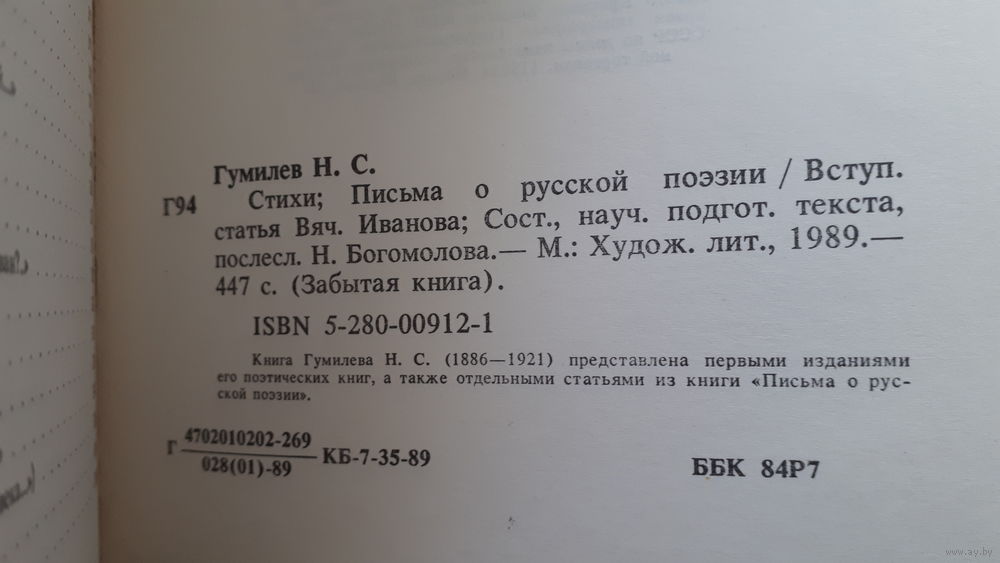 Гумилев Н. С.
Г94 Стихи; Письма о русской поэзии / Вступ.
статья Вяч. Иванова; Сост., науч. подгот. текста,
послесл. Н. Богомолова.— М.: Худож. лит., 1989.—
447 с. (Забытая книга).
ISBN 5-280-00912-1
Книга Гумилева Н. С. (1886—1921) представлена первыми изданиями
его поэтических книг, а также отдельными статьями из книги «Письма о рус-
ской поэзии».
Г 4702010202-269
028(01)-89
КБ-7-35-89
ББК 84Р7
www.ay.by